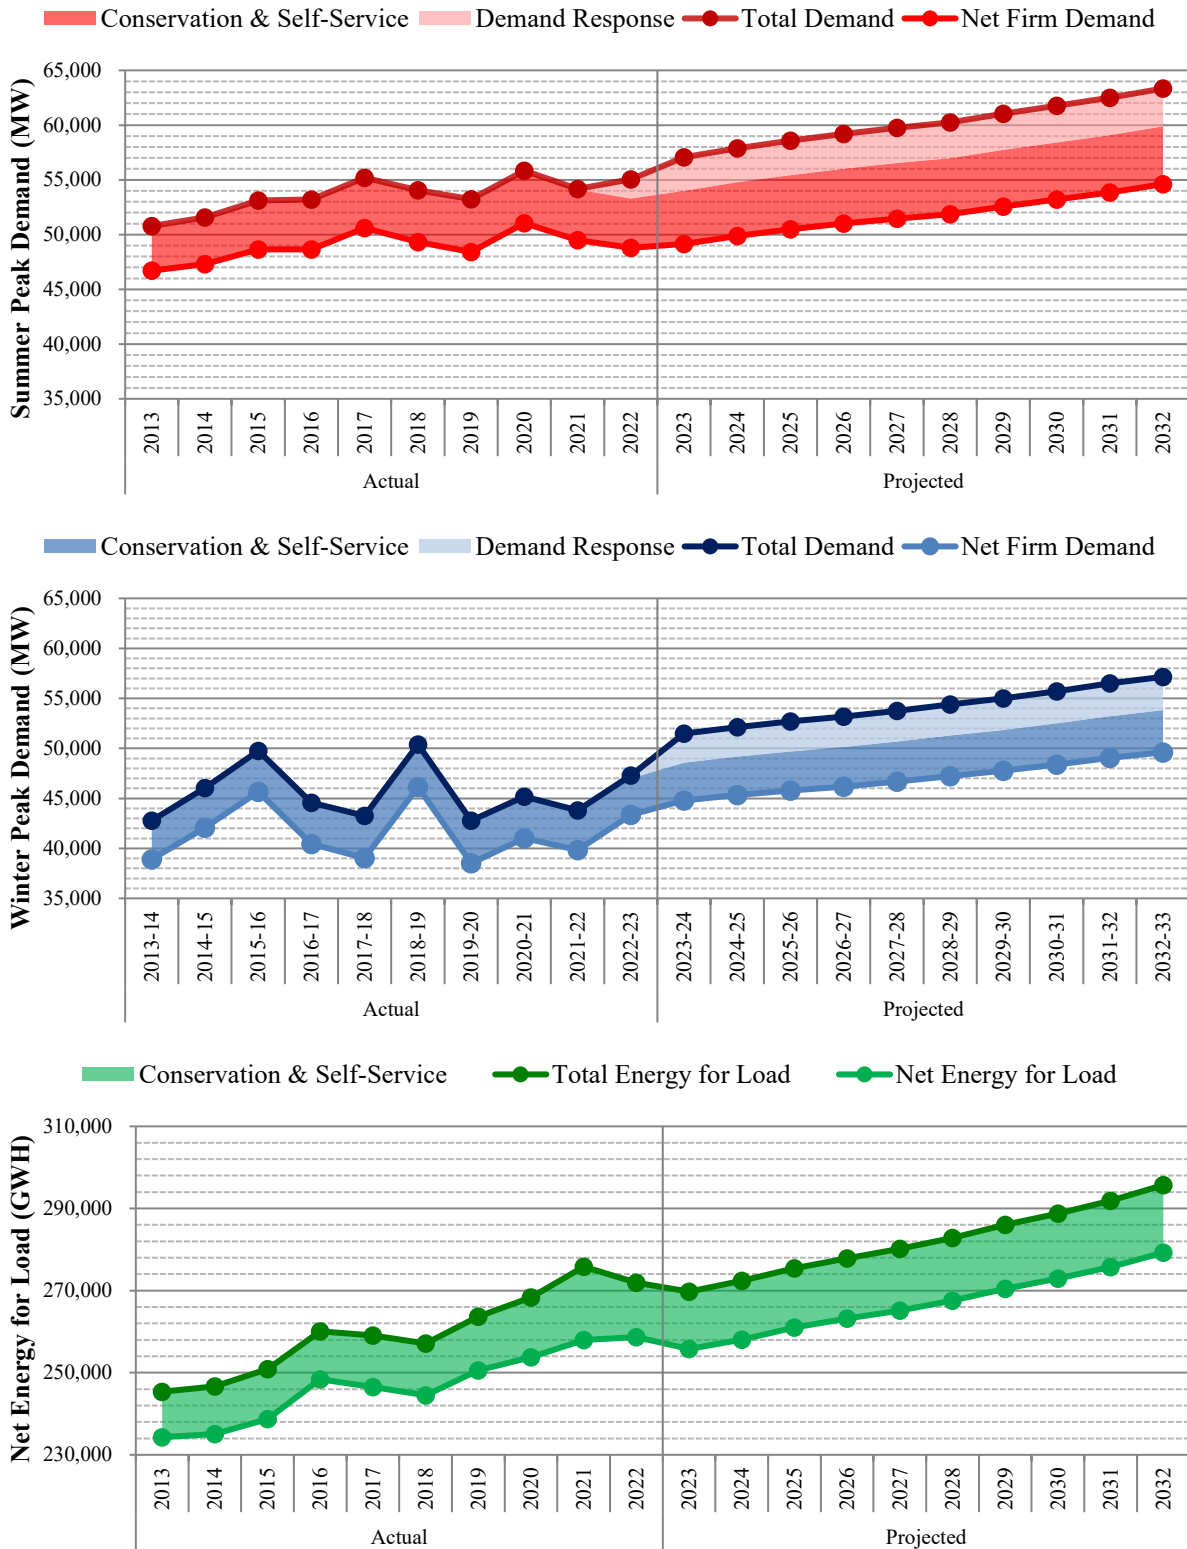 Conservation & Self-Service Demand Response Total Demand Net Firm Demand
Summer Peak Demand (MW)
65,000
60,000
55,000
50,000
45,000
40,000
35,000
2013 2014 2015 2016 2017 2018 2019 2020 2021 2022 2023 2024 2025 2026 2027 2028 2029 2030 2031 2032
Actual Projected
Conservation & Self-Service Demand Response Total Demand Net Firm Demand
Winter Peak Demand (MW)
65,000
60,000
55,000
50,000
45,000
40,000
35,000
2013-14 2014-15 2015-16 2016-17 2017-18 2018-19 2019-20 2020-21 2021-22 2022-23 2023-24 2024-25 2025-26 2026-27 2027-28 2028-29 2029-30 2030-31 2031-32 2032-33
Actual Projected
Conservation & Self-Service Total Energy for Load Net Energy for Load
Net Energy for Load (GWH)
310,000
290,000
270,000
250,000
230,000
2013 2014 2015 2016 2017 2018 2019 2020 2021 2022 2023 2024 2025 2026 2027 2028 2029 2030 2031 2032
Actual Projected